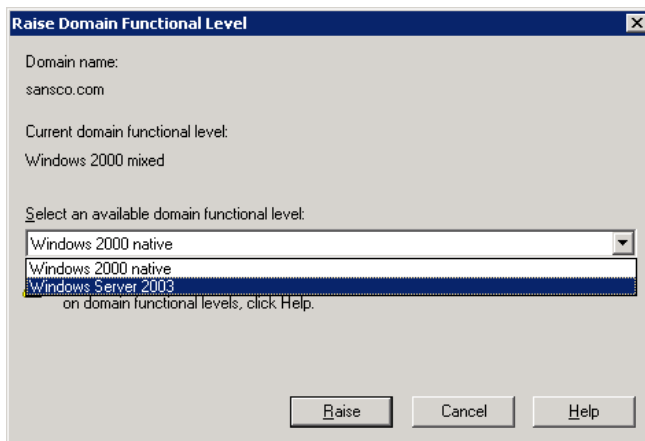 Raise Domain Functional Level
Domain name:
sansco.com
Current domain functional level:
Windows 2000 mixed
Select an available domain functional level:
Windows 2000 native
Windows 2000 native
Windows Server 2003
on domain functional levels, click Help.
Raise
Cancel
Help